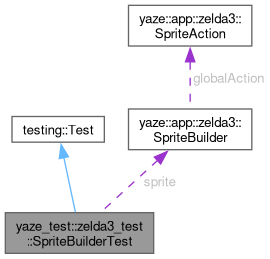 yaze::app::zelda3::
SpriteAction
globalAction
testing::Test
yaze::app::zelda3::
SpriteBuilder
sprite
yaze_test::zelda3_test
::SpriteBuilderTest